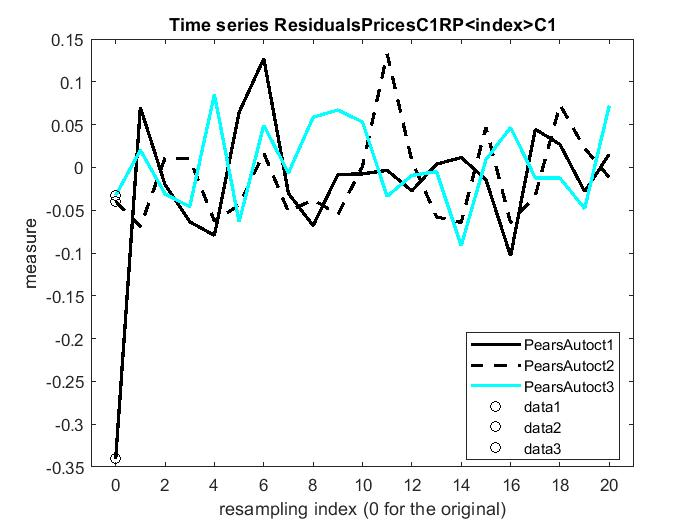 Time series ResidualsPricesC1RP<index>C1
0.15
0.1
0.05
0
-0.05
-0.1
-0.15
-0.2
-0.25
-0.3
-0.35
measure
PearsAutoct1
PearsAutoct2
PearsAutoct3
data1
data2
data3
0 2 4 6 8 10 12 14 16 18 20
resampling index (0 for the original)